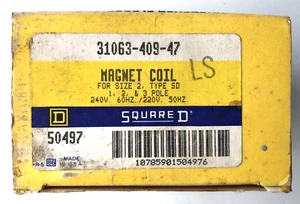 31063-409-47
MAGNET COIL
LS
FOR SIZE 2, TYPE SD
1, 2, & 3 POLE
240V. 60HZ./220V. 50HZ.
D
SQUARE D
50497
MADE
10785901504976